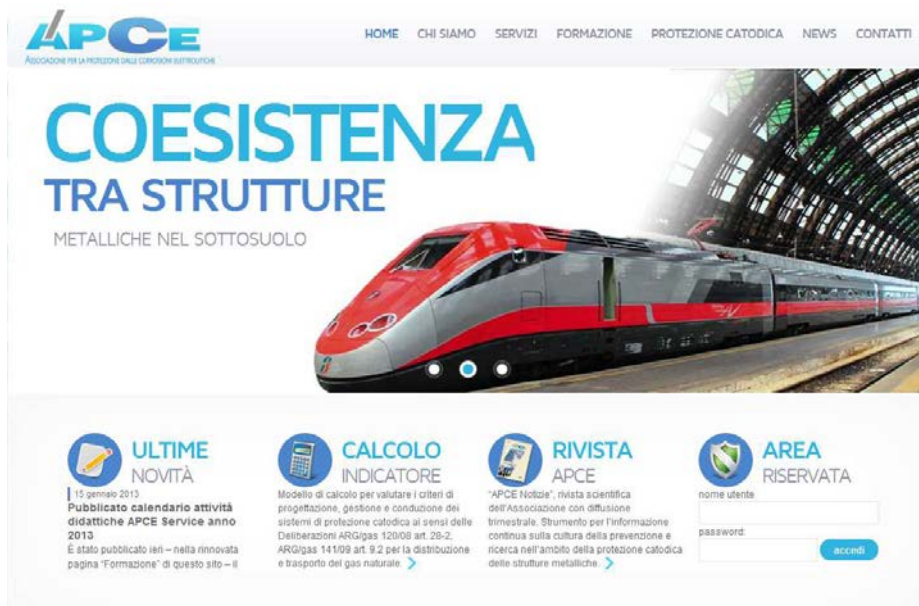 APCE
ASSOCIAZIONE PER LA PROTEZIONE DALLE CORROSIONI ELETTROLITICHE
HOME CHI SIAMO SERVIZI FORMAZIONE PROTEZIONE CATODICA NEWS CONTATTI
COESISTENZA
TRA STRUTTURE
METALLICHE NEL SOTTOSUOLO
ULTIME
NOVITÀ
15 gennaio 2013
Pubblicato calendario attività
didattiche APCE Service anno
2013
È stato pubblicato ieri – nella rinnovata
pagina "Formazione" di questo sito – il
CALCOLO
INDICATORE
Modello di calcolo per valutare i criteri di
progettazione, gestione e conduzione dei
sistemi di protezione catodica ai sensi delle
Deliberazioni ARG/gas 120/08 art. 28-2,
ARG/gas 141/09 art. 9.2 per la distribuzione
e trasporto del gas naturale.
RIVISTA
APCE
"APCE Notizie", rivista scientifica
dell'Associazione con diffusione
trimestrale. Strumento per l'informazione
continua sulla cultura della prevenzione e
ricerca nell'ambito della protezione catodica
delle strutture metalliche.
AREA
RISERVATA
nome utente
password:
accedi